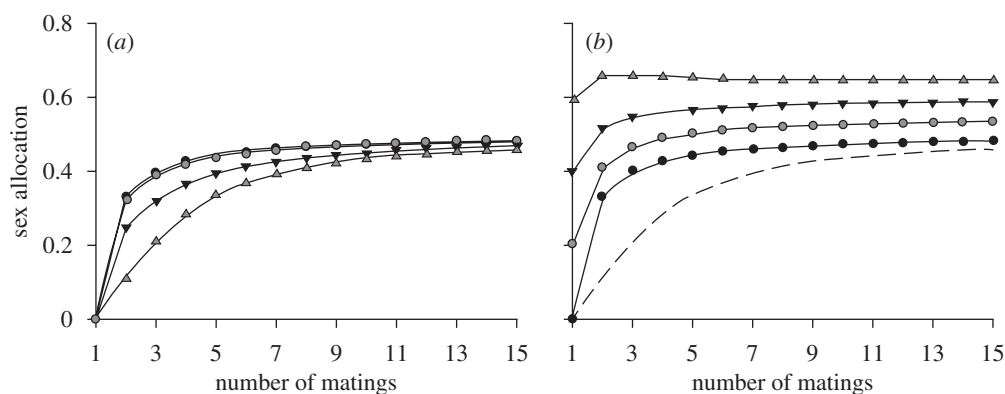 0.8
(a)
(b)
0.6
sex allocation
0.4
0.2
0
1 3 5 7 9 11 13 15
1 3 5 7 9 11 13 15
number of matings
number of matings